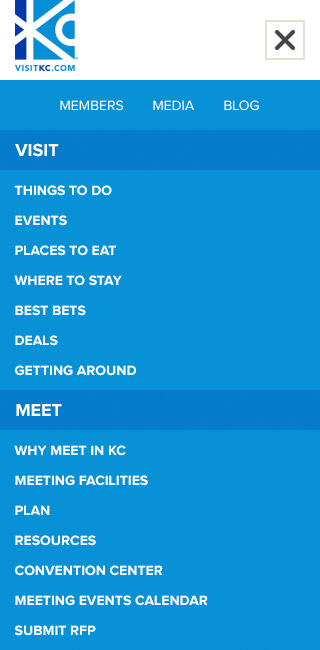 KC
VISITKC.COM
MEMBERS MEDIA BLOG
VISIT
THINGS TO DO
EVENTS
PLACES TO EAT
WHERE TO STAY
BEST BETS
DEALS
GETTING AROUND
MEET
WHY MEET IN KC
MEETING FACILITIES
PLAN
RESOURCES
CONVENTION CENTER
MEETING EVENTS CALENDAR
SUBMIT RFP